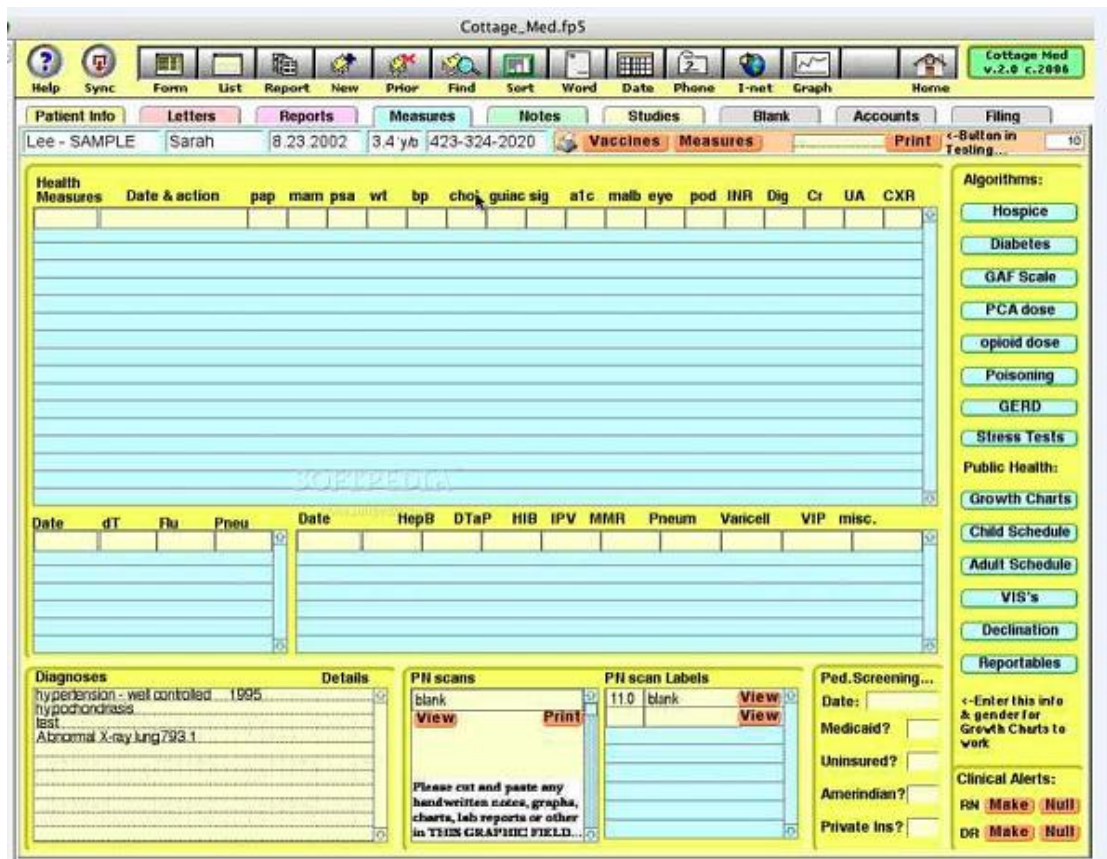 Cottage_Med.fp5
Help Sync Form List Report New Prior Find Sort Word Date Phone I-net Graph Home
Cottage Med
v.2.0 c.2006
Patient Info Letters Reports Measures Notes Studies Blank Accounts Filing
Lee - SAMPLE Sarah 8.23.2002 3.4 y/o 423-324-2020 Vaccines Measures Print <-Button in
Testing... 10
Health
Measures Date & action pap mam psa wt bp chol guiac sig a1c malb eye pod INR Dig Cr UA CXR
Algorithms:
Hospice
Diabetes
GAF Scale
PCA dose
opioid dose
Poisoning
GERD
Stress Tests
Public Health:
Growth Charts
Child Schedule
Adult Schedule
VIS's
Declination
Reportables
<-Enter this info
& gender for
Growth Charts to
work
Clinical Alerts:
RN Make Null
DR Make Null
SOFTPEDIA
Date dT Flu Pneu
Date HepB DTaP HIB IPV MMR Pneum Varicell VIP misc.
Diagnoses Details
hypertension - well controlled 1995
hypochondriasis
test
Abnormal X-ray lung 793.1
PN scans
blank
View Print
Please cut and paste any
handwritten notes, graphs,
charts, lab reports or other
in THIS GRAPHIC FIELD...
PN scan Labels
11.0 blank View
View
Ped.Screening...
Date:
Medicaid?
Uninsured?
Amerindian?
Private Ins?